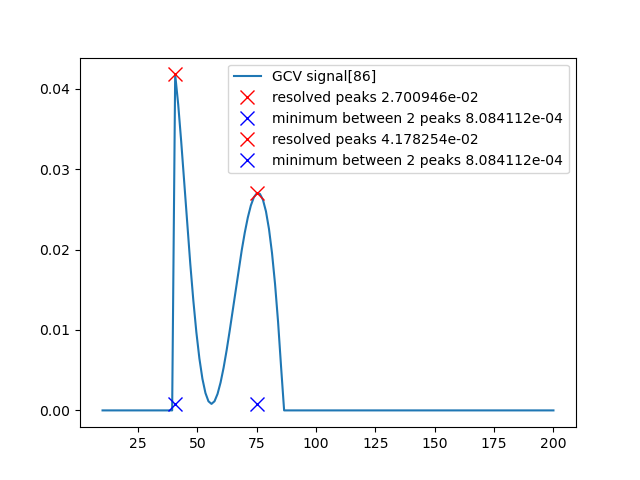 GCV signal[86]
resolved peaks 2.700946e-02
minimum between 2 peaks 8.084112e-04
resolved peaks 4.178254e-02
minimum between 2 peaks 8.084112e-04
0.04
0.03
0.02
0.01
0.00
25 50 75 100 125 150 175 200